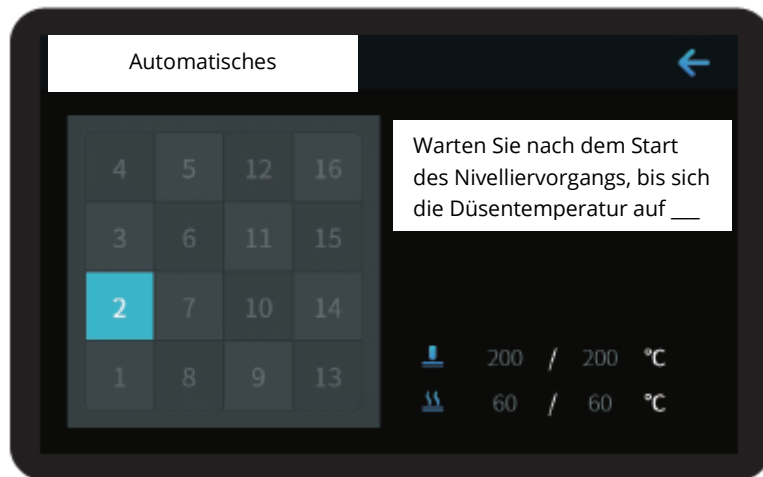 Automatisches
4 5 12 16
Warten Sie nach dem Start
des Nivelliervorgangs, bis sich
die Düsentemperatur auf ___
3 6 11 15
2 7 10 14
1 8 9 13
200 / 200 °C
60 / 60 °C